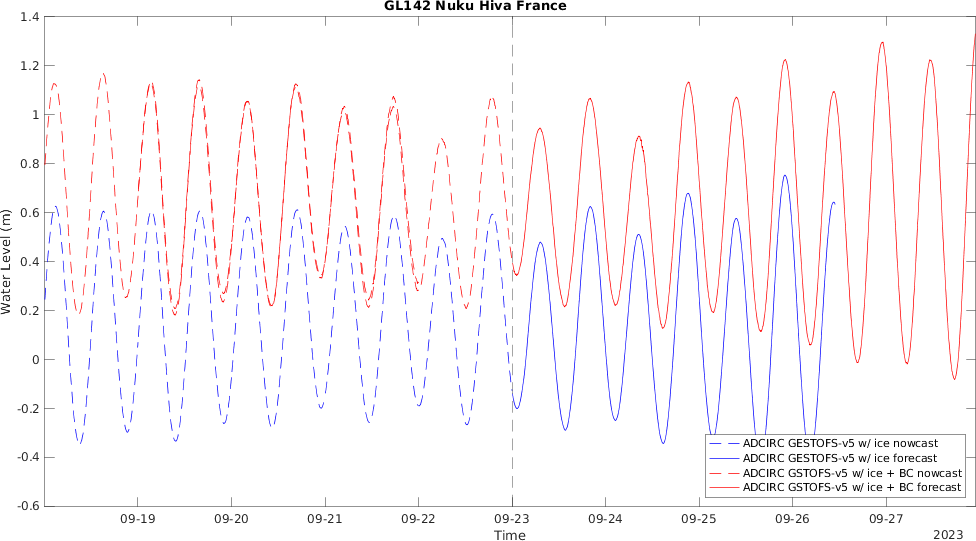 GL142 Nuku Hiva France
1.4
1.2
1
0.8
0.6
0.4
0.2
0
-0.2
-0.4
-0.6
Water Level (m)
ADCIRC GESTOFS-v5 w/ ice nowcast
ADCIRC GESTOFS-v5 w/ ice forecast
ADCIRC GSTOFS-v5 w/ ice + BC nowcast
ADCIRC GSTOFS-v5 w/ ice + BC forecast
09-19 09-20 09-21 09-22 09-23 09-24 09-25 09-26 09-27
Time
2023